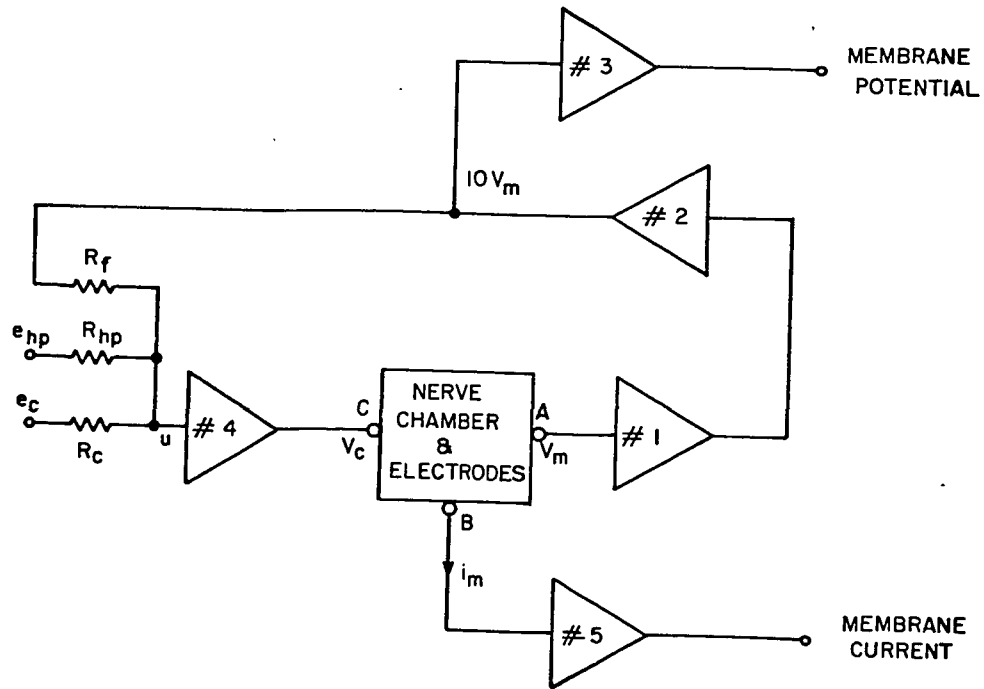 # 3
MEMBRANE
POTENTIAL
10 Vm
# 2
Rf
ehp
Rhp
ec
Rc
u
# 4
C
Vc
NERVE
CHAMBER
&
ELECTRODES
A
Vm
# 1
B
im
# 5
MEMBRANE
CURRENT